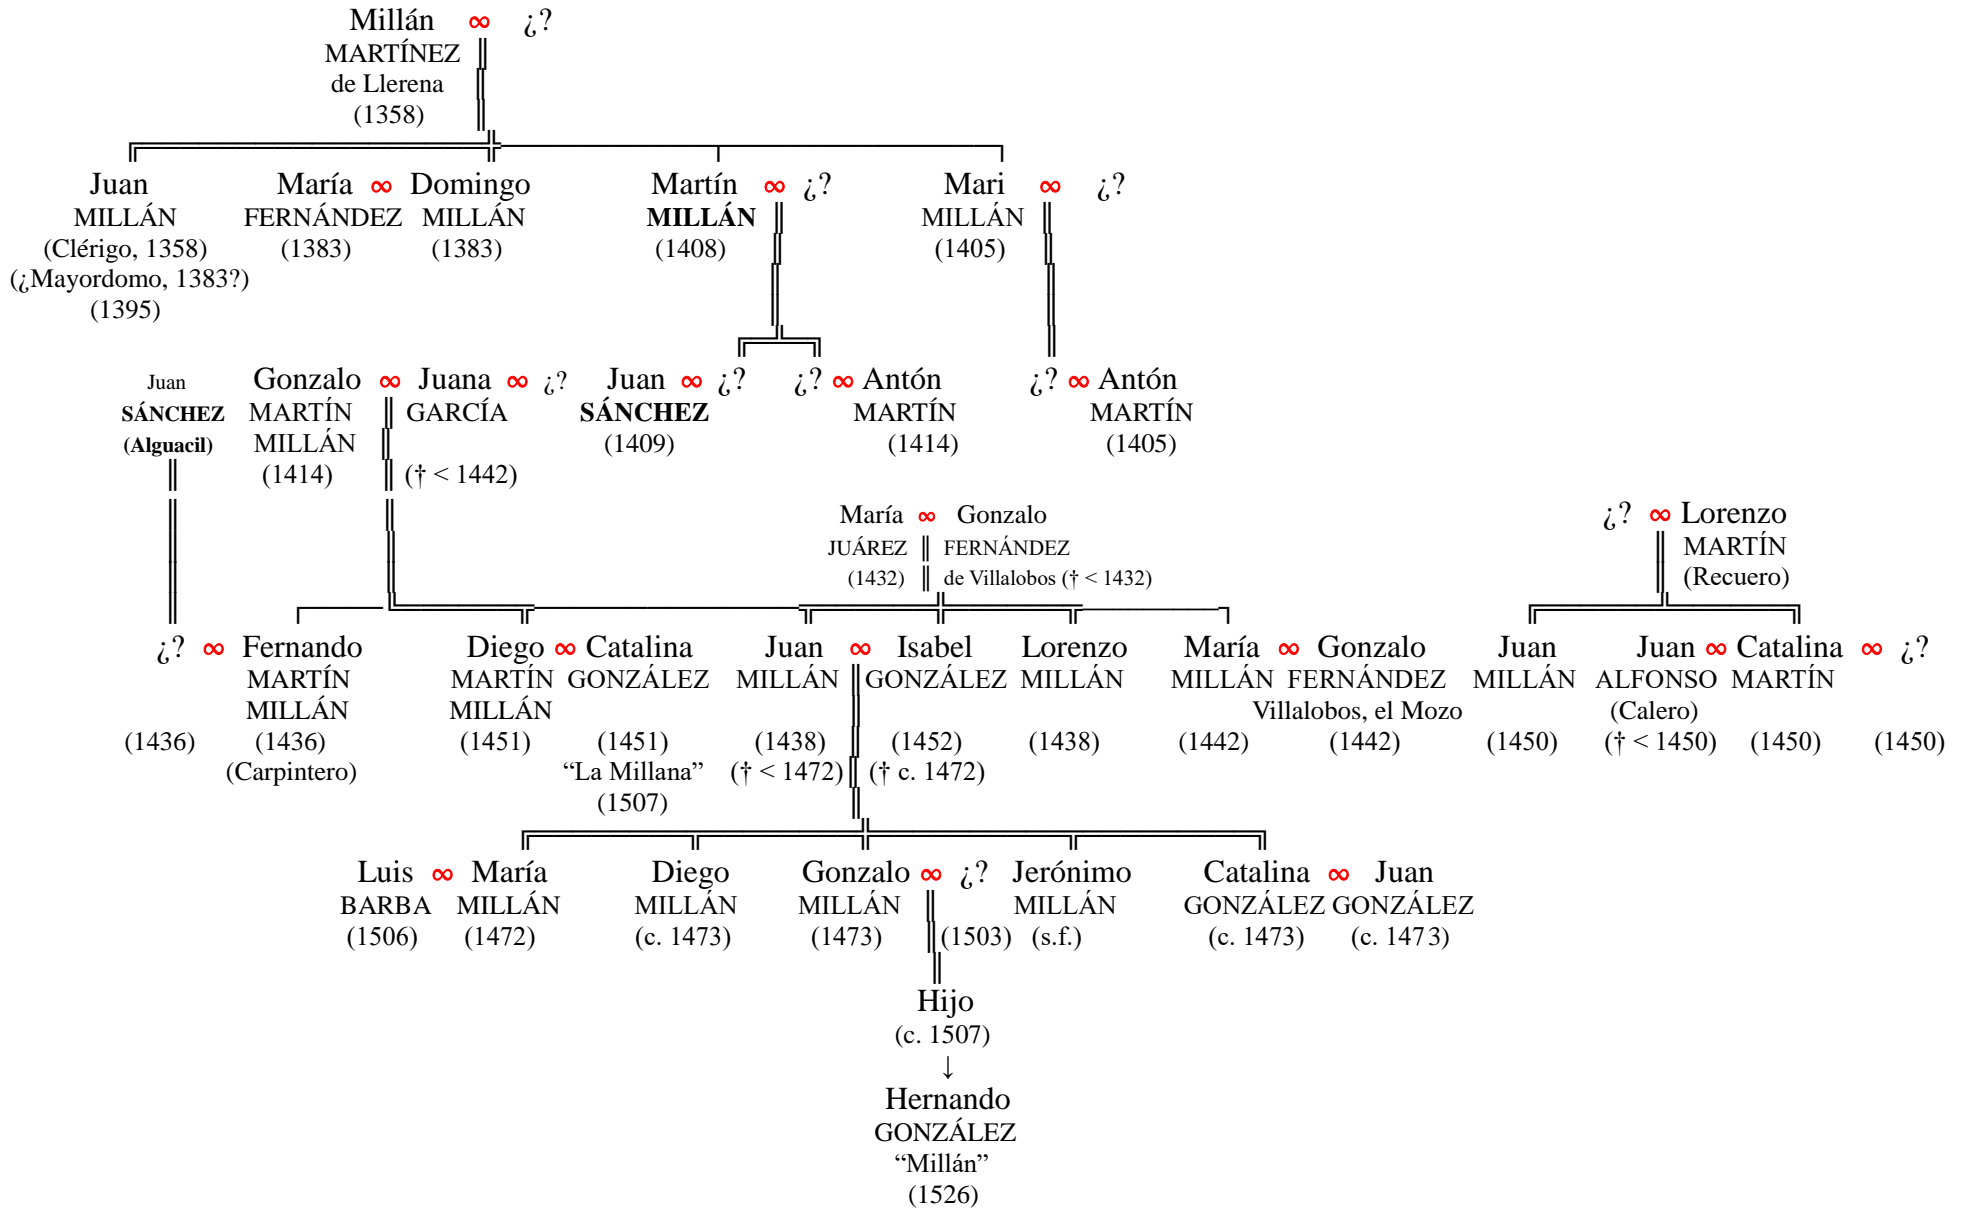 Millán ∞ ¿?
MARTÍNEZ
de Llerena
(1358)
Juan María ∞ Domingo Martín ∞ ¿? Mari ∞ ¿?
MILLÁN FERNÁNDEZ MILLÁN MILLÁN MILLÁN
(Clérigo, 1358) (1383) (1383) (1408) (1405)
(¿Mayordomo, 1383?)
(1395)
Juan Gonzalo ∞ Juana ∞ ¿? Juan ∞ ¿? ¿? ∞ Antón ¿? ∞ Antón
SÁNCHEZ MARTÍN GARCÍA SÁNCHEZ MARTÍN MARTÍN
(Alguacil) MILLÁN (1409) (1414) (1405)
(1414) († < 1442)
María ∞ Gonzalo ¿? ∞ Lorenzo
JUÁREZ FERNÁNDEZ MARTÍN
(1432) de Villalobos († < 1432) (Recuero)
¿? ∞ Fernando Diego ∞ Catalina Juan ∞ Isabel Lorenzo María ∞ Gonzalo Juan Juan ∞ Catalina ∞ ¿?
MARTÍN MARTÍN GONZÁLEZ MILLÁN GONZÁLEZ MILLÁN MILLÁN FERNÁNDEZ MILLÁN ALFONSO MARTÍN
MILLÁN MILLÁN Villalobos, el Mozo (Calero)
(1436) (1436) (1451) (1451) (1438) (1452) (1438) (1442) (1442) (1450) († < 1450) (1450) (1450)
(Carpintero) “La Millana” († < 1472) († c. 1472)
(1507)
Luis ∞ María Diego Gonzalo ∞ ¿? Jerónimo Catalina ∞ Juan
BARBA MILLÁN MILLÁN MILLÁN MILLÁN GONZÁLEZ GONZÁLEZ
(1506) (1472) (c. 1473) (1473) (1503) (s.f.) (c. 1473) (c. 1473)
Hijo
(c. 1507)
↓
Hernando
GONZÁLEZ
“Millán”
(1526)